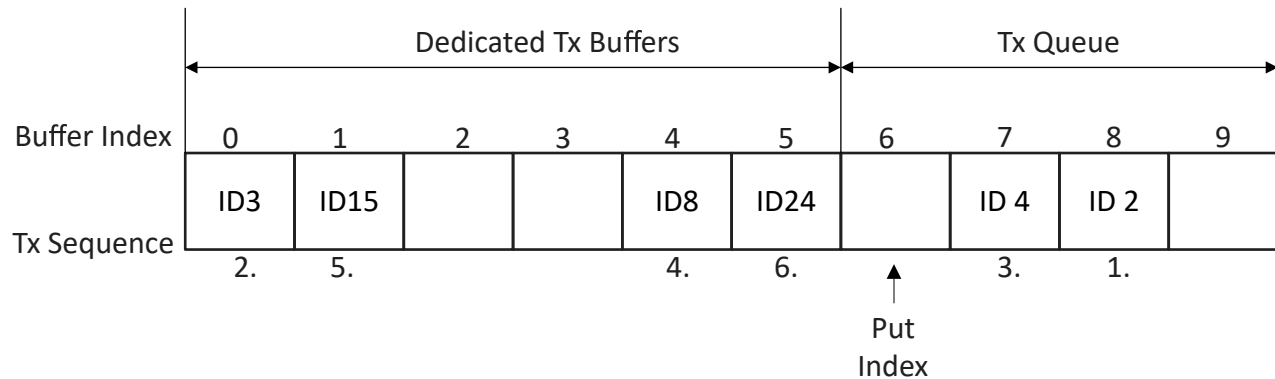 Dedicated Tx Buffers Tx Queue
Buffer Index 0 1 2 3 4 5 6 7 8 9
ID3 ID15 ID8 ID24 ID 4 ID 2
Tx Sequence
2. 5. 4. 6. 3. 1.
Put
Index